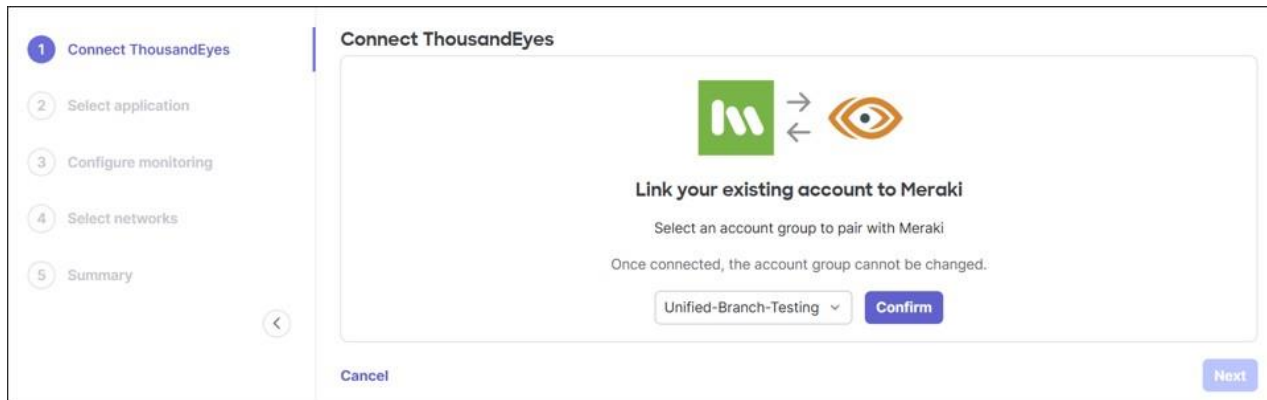 1 Connect ThousandEyes
2 Select application
3 Configure monitoring
4 Select networks
5 Summary
Connect ThousandEyes
Link your existing account to Meraki
Select an account group to pair with Meraki
Once connected, the account group cannot be changed.
Unified-Branch-Testing Confirm
Cancel Next